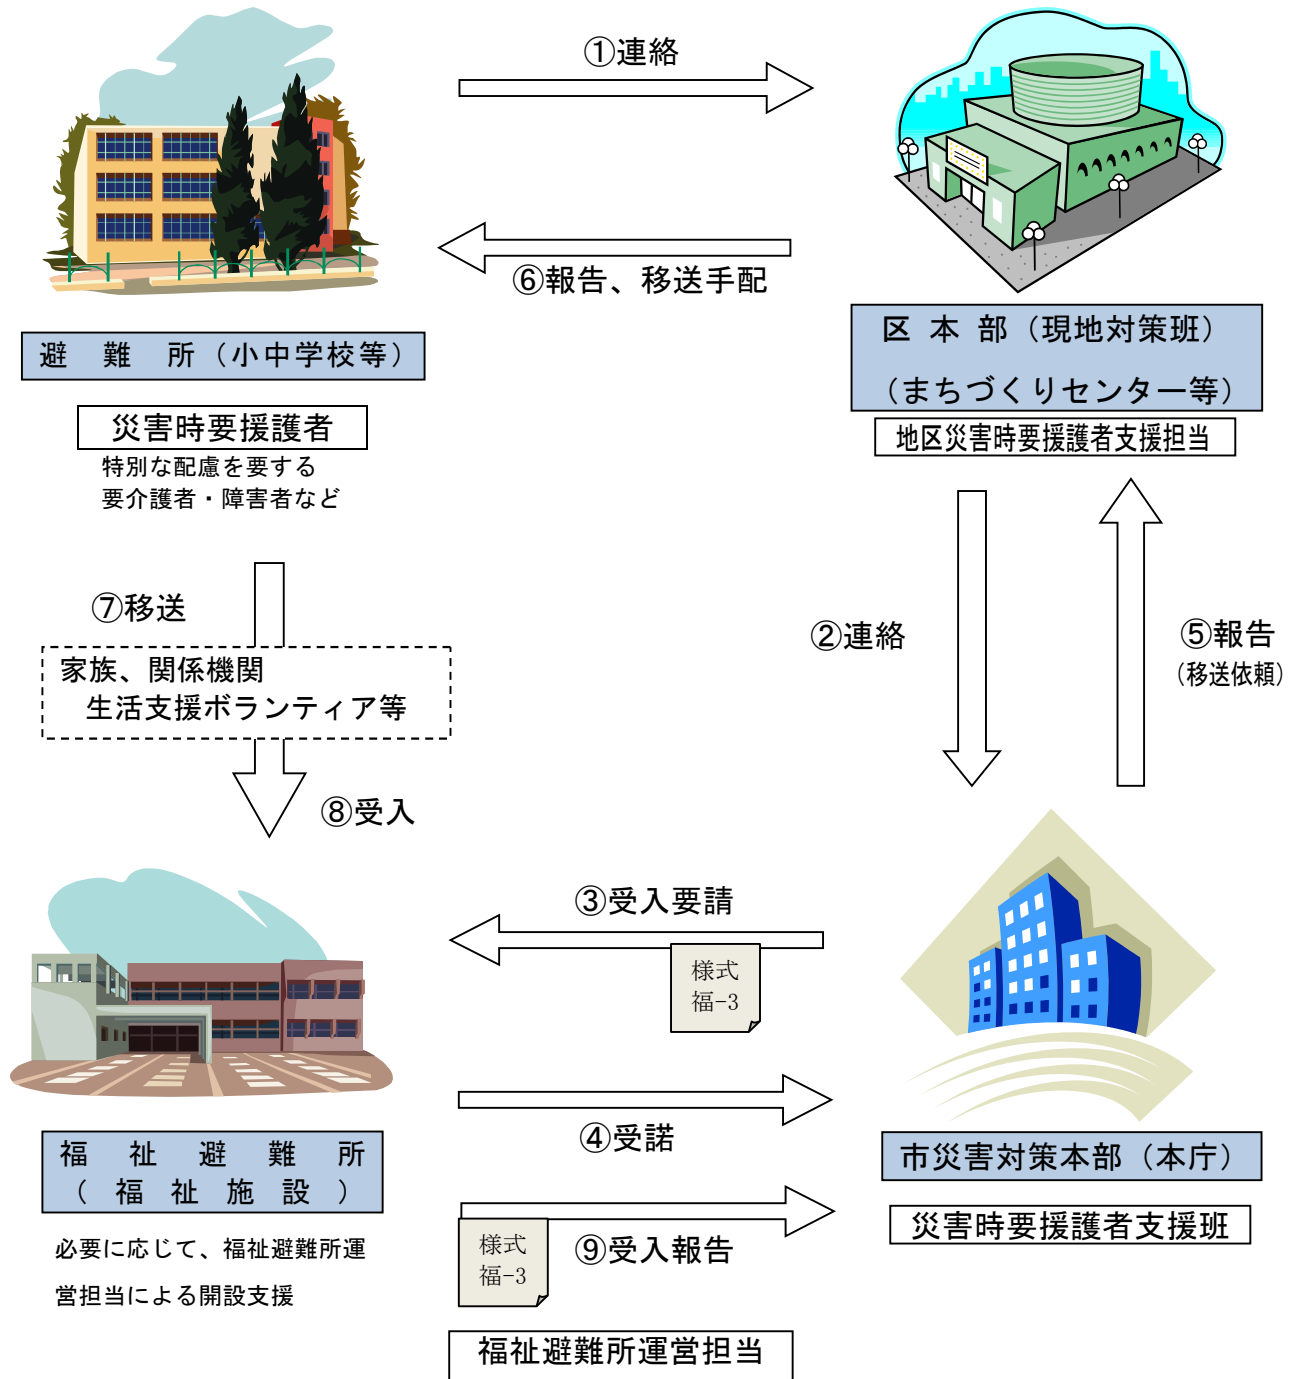 ①連絡
⑥報告、移送手配
避　難　所（小中学校等）
災害時要援護者
特別な配慮を要する
要介護者・障害者など
区 本 部（現地対策班）
（まちづくりセンター等）
地区災害時要援護者支援担当
⑦移送
家族、関係機関
生活支援ボランティア等
⑧受入
②連絡
⑤報告
（移送依頼）
③受入要請
様式
福-3
④受諾
福　祉　避　難　所
（　福　祉　施　設　）
必要に応じて、福祉避難所運
営担当による開設支援
市災害対策本部（本庁）
災害時要援護者支援班
様式
福-3
⑨受入報告
福祉避難所運営担当